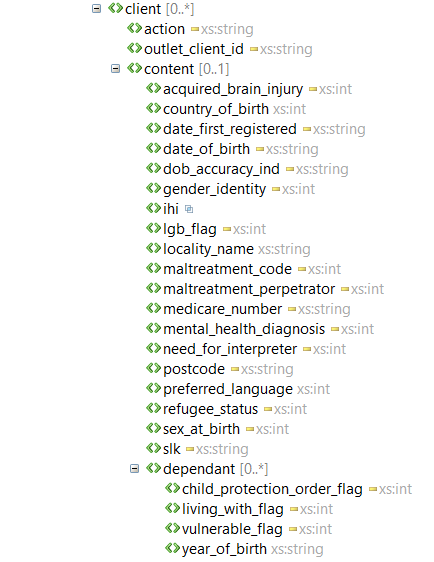 client [0..*]
action xs:string
outlet_client_id xs:string
content [0..1]
acquired_brain_injury xs:int
country_of_birth xs:int
date_first_registered xs:string
date_of_birth xs:string
dob_accuracy_ind xs:string
gender_identity xs:int
ihi
lgb_flag xs:int
locality_name xs:string
maltreatment_code xs:int
maltreatment_perpetrator xs:int
medicare_number xs:string
mental_health_diagnosis xs:int
need_for_interpreter xs:int
postcode xs:string
preferred_language xs:int
refugee_status xs:int
sex_at_birth xs:int
slk xs:string
dependant [0..*]
child_protection_order_flag xs:int
living_with_flag xs:int
vulnerable_flag xs:int
year_of_birth xs:string